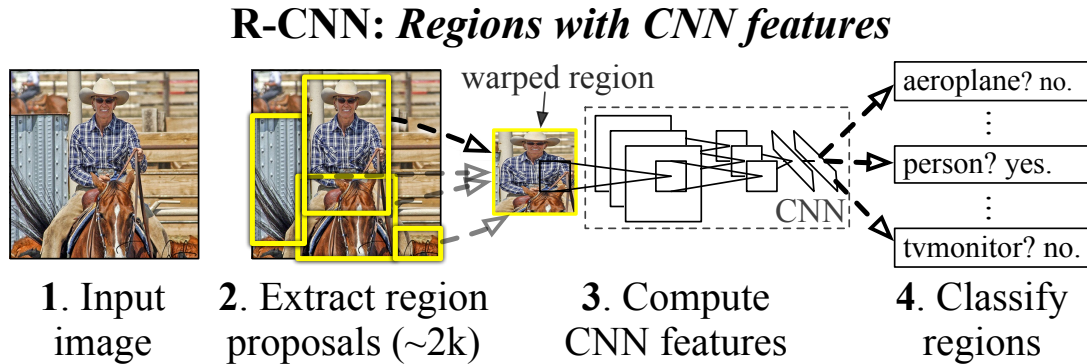 R-CNN: Regions with CNN features
warped region
aeroplane? no.
⋮
person? yes.
⋮
tvmonitor? no.
CNN
1. Input
image
2. Extract region
proposals (~2k)
3. Compute
CNN features
4. Classify
regions